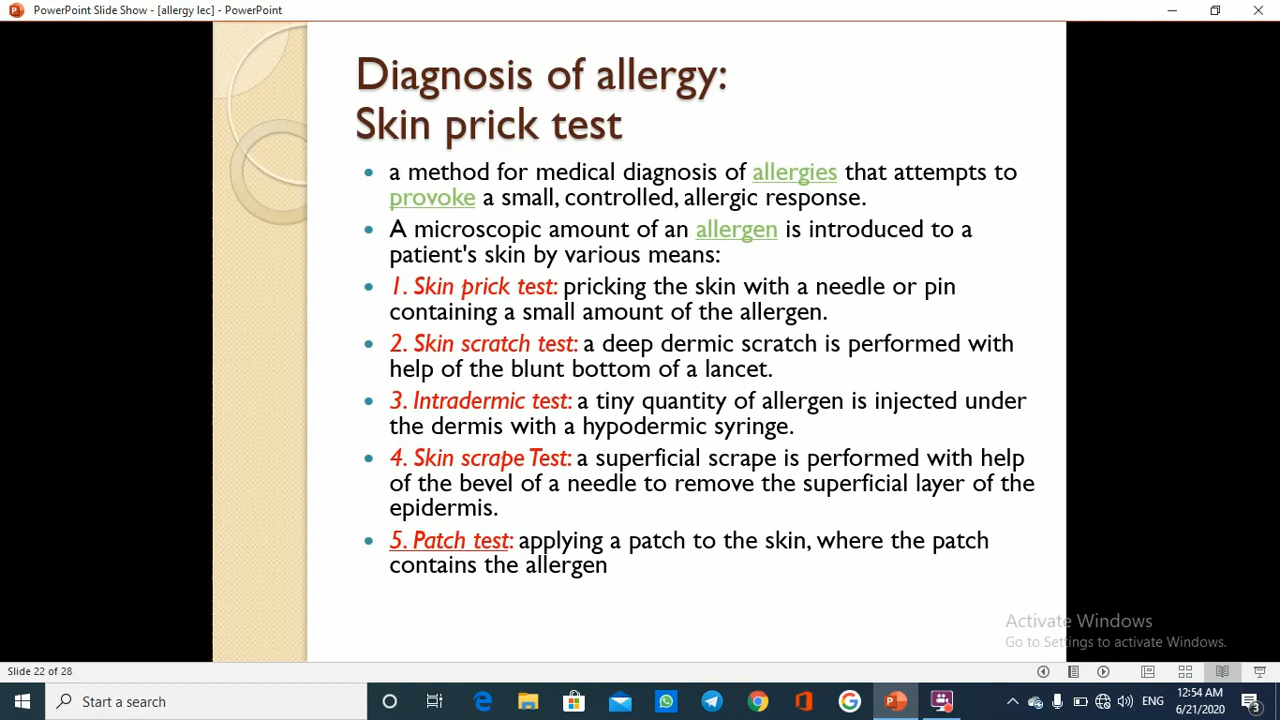 PowerPoint Slide Show - [allergy lec] - PowerPoint
Diagnosis of allergy:
Skin prick test
a method for medical diagnosis of allergies that attempts to
provoke a small, controlled, allergic response.
A microscopic amount of an allergen is introduced to a
patient's skin by various means:
1. Skin prick test: pricking the skin with a needle or pin
containing a small amount of the allergen.
2. Skin scratch test: a deep dermic scratch is performed with
help of the blunt bottom of a lancet.
3. Intradermic test: a tiny quantity of allergen is injected under
the dermis with a hypodermic syringe.
4. Skin scrape Test: a superficial scrape is performed with help
of the bevel of a needle to remove the superficial layer of the
epidermis.
5. Patch test: applying a patch to the skin, where the patch
contains the allergen
Activate Windows
Go to Settings to activate Windows.
Slide 22 of 28
Start a search
ENG
12:54 AM
6/21/2020
3